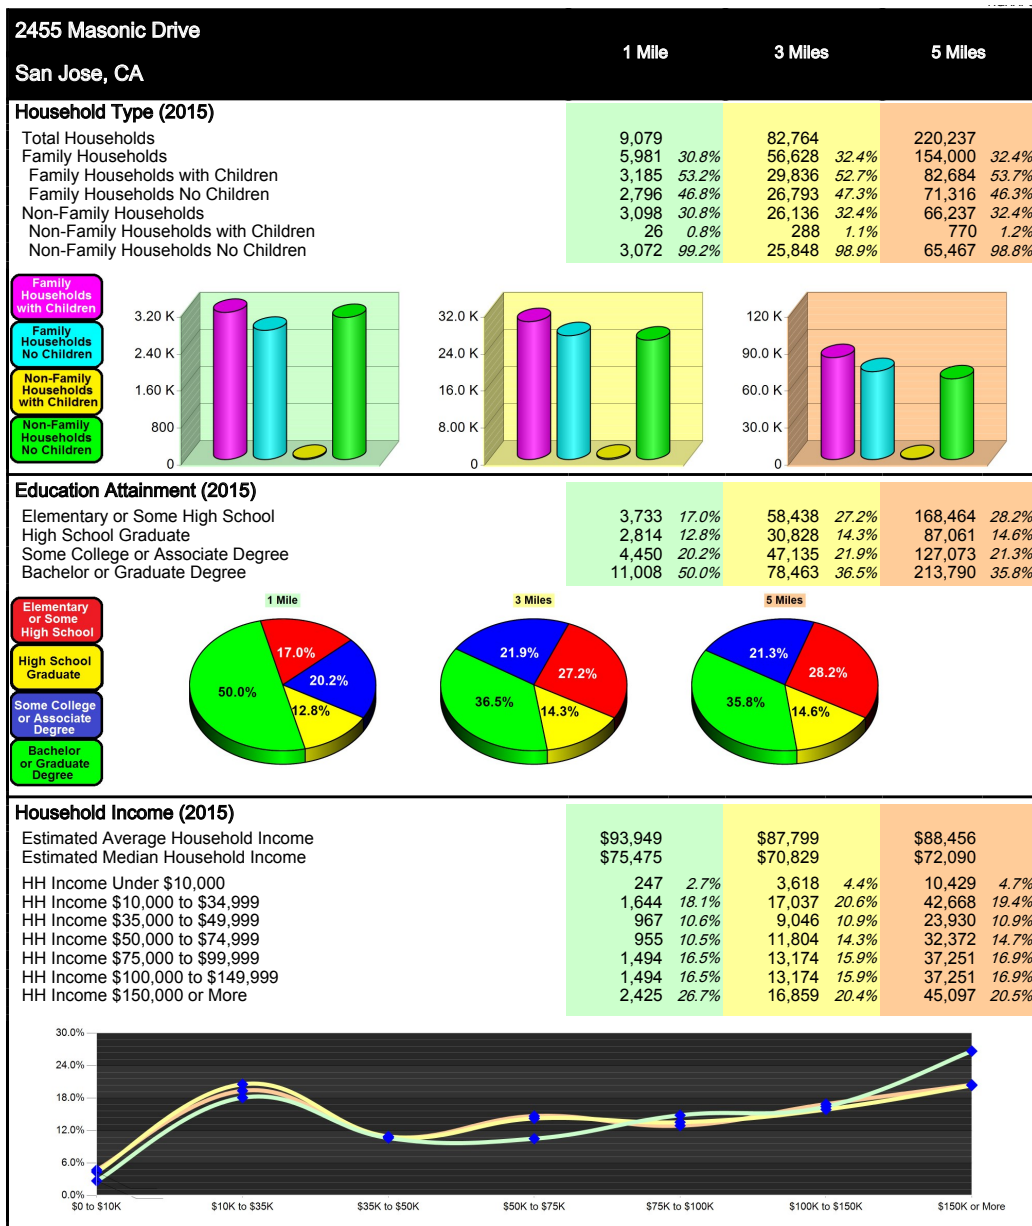 2455 Masonic Drive
San Jose, CA
1 Mile 3 Miles 5 Miles
Household Type (2015)
Total Households 9,079 82,764 220,237
Family Households 5,981 30.8% 56,628 32.4% 154,000 32.4%
Family Households with Children 3,185 53.2% 29,836 52.7% 82,684 53.7%
Family Households No Children 2,796 46.8% 26,793 47.3% 71,316 46.3%
Non-Family Households 3,098 30.8% 26,136 32.4% 66,237 32.4%
Non-Family Households with Children 26 0.8% 288 1.1% 770 1.2%
Non-Family Households No Children 3,072 99.2% 25,848 98.9% 65,467 98.8%
Family
Households
with Children
Family
Households
No Children
Non-Family
Households
with Children
Non-Family
Households
No Children
3.20 K
2.40 K
1.60 K
800
0
32.0 K
24.0 K
16.0 K
8.00 K
0
120 K
90.0 K
60.0 K
30.0 K
0
Education Attainment (2015)
Elementary or Some High School 3,733 17.0% 58,438 27.2% 168,464 28.2%
High School Graduate 2,814 12.8% 30,828 14.3% 87,061 14.6%
Some College or Associate Degree 4,450 20.2% 47,135 21.9% 127,073 21.3%
Bachelor or Graduate Degree 11,008 50.0% 78,463 36.5% 213,790 35.8%
Elementary
or Some
High School
High School
Graduate
Some College
or Associate
Degree
Bachelor
or Graduate
Degree
1 Mile
17.0%
20.2%
50.0%
12.8%
3 Miles
21.9%
27.2%
36.5%
14.3%
5 Miles
21.3%
28.2%
35.8%
14.6%
Household Income (2015)
Estimated Average Household Income $93,949 $87,799 $88,456
Estimated Median Household Income $75,475 $70,829 $72,090
HH Income Under $10,000 247 2.7% 3,618 4.4% 10,429 4.7%
HH Income $10,000 to $34,999 1,644 18.1% 17,037 20.6% 42,668 19.4%
HH Income $35,000 to $49,999 967 10.6% 9,046 10.9% 23,930 10.9%
HH Income $50,000 to $74,999 955 10.5% 11,804 14.3% 32,372 14.7%
HH Income $75,000 to $99,999 1,494 16.5% 13,174 15.9% 37,251 16.9%
HH Income $100,000 to $149,999 1,494 16.5% 13,174 15.9% 37,251 16.9%
HH Income $150,000 or More 2,425 26.7% 16,859 20.4% 45,097 20.5%
30.0%
24.0%
18.0%
12.0%
6.0%
0.0%
$0 to $10K $10K to $35K $35K to $50K $50K to $75K $75K to $100K $100K to $150K $150K or More